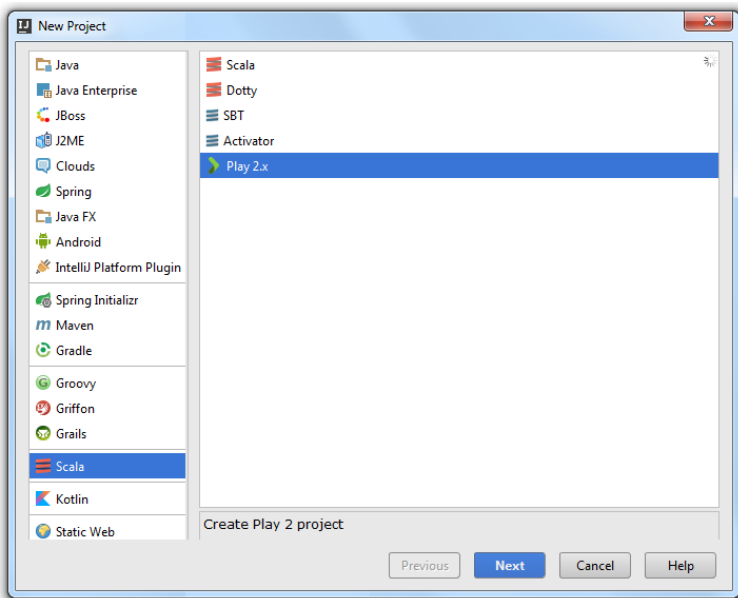 New Project
Java
Java Enterprise
JBoss
J2ME
Clouds
Spring
Java FX
Android
IntelliJ Platform Plugin
Spring Initializr
Maven
Gradle
Groovy
Griffon
Grails
Scala
Kotlin
Static Web
Scala
Dotty
SBT
Activator
Play 2.x
Create Play 2 project
Previous
Next
Cancel
Help